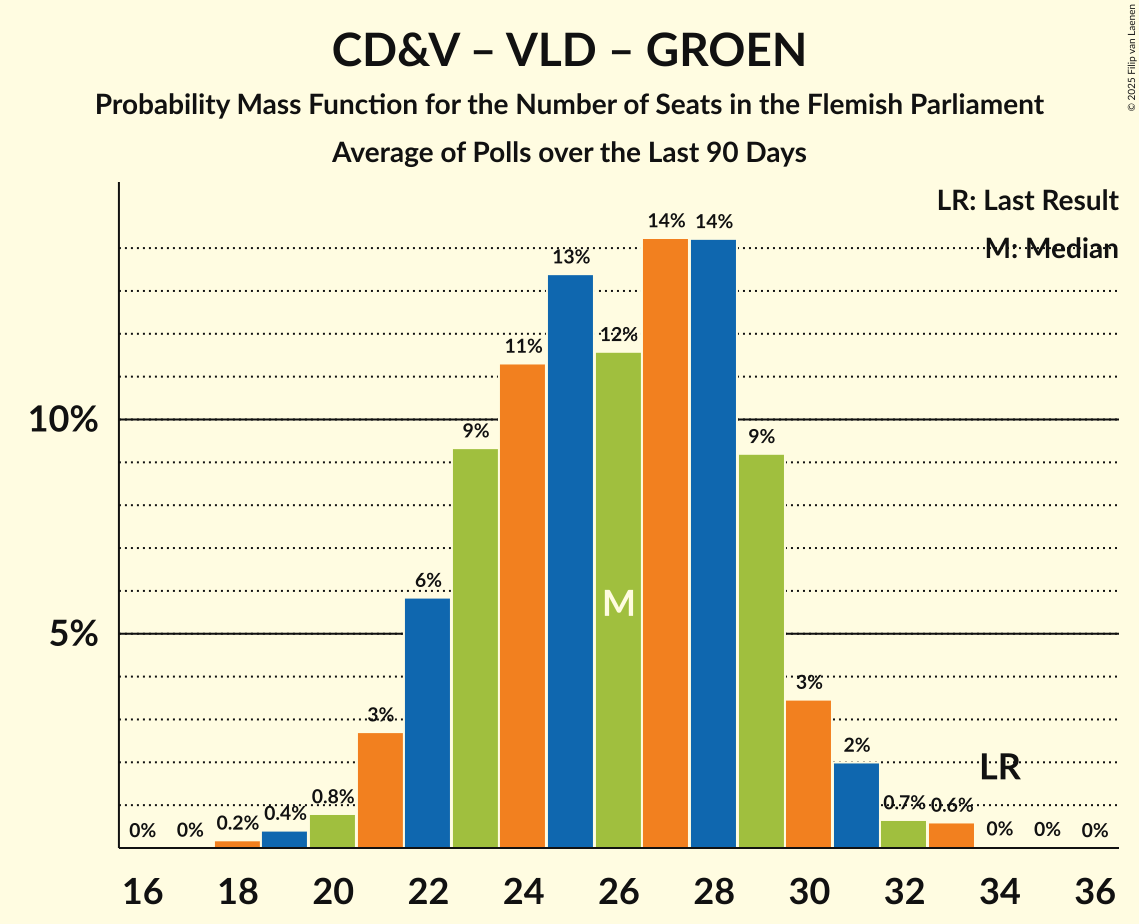 CD&V – VLD – GROEN
Probability Mass Function for the Number of Seats in the Flemish Parliament
Average of Polls over the Last 90 Days
© 2025 Filip van Laenen
LR: Last Result
M: Median
14% 14%
13%
12%
11%
10%
9% 9%
6%
M
5%
3% 3%
2%
LR
0% 0% 0.2% 0.4% 0.8% 0.7% 0.6% 0% 0% 0%
16 18 20 22 24 26 28 30 32 34 36